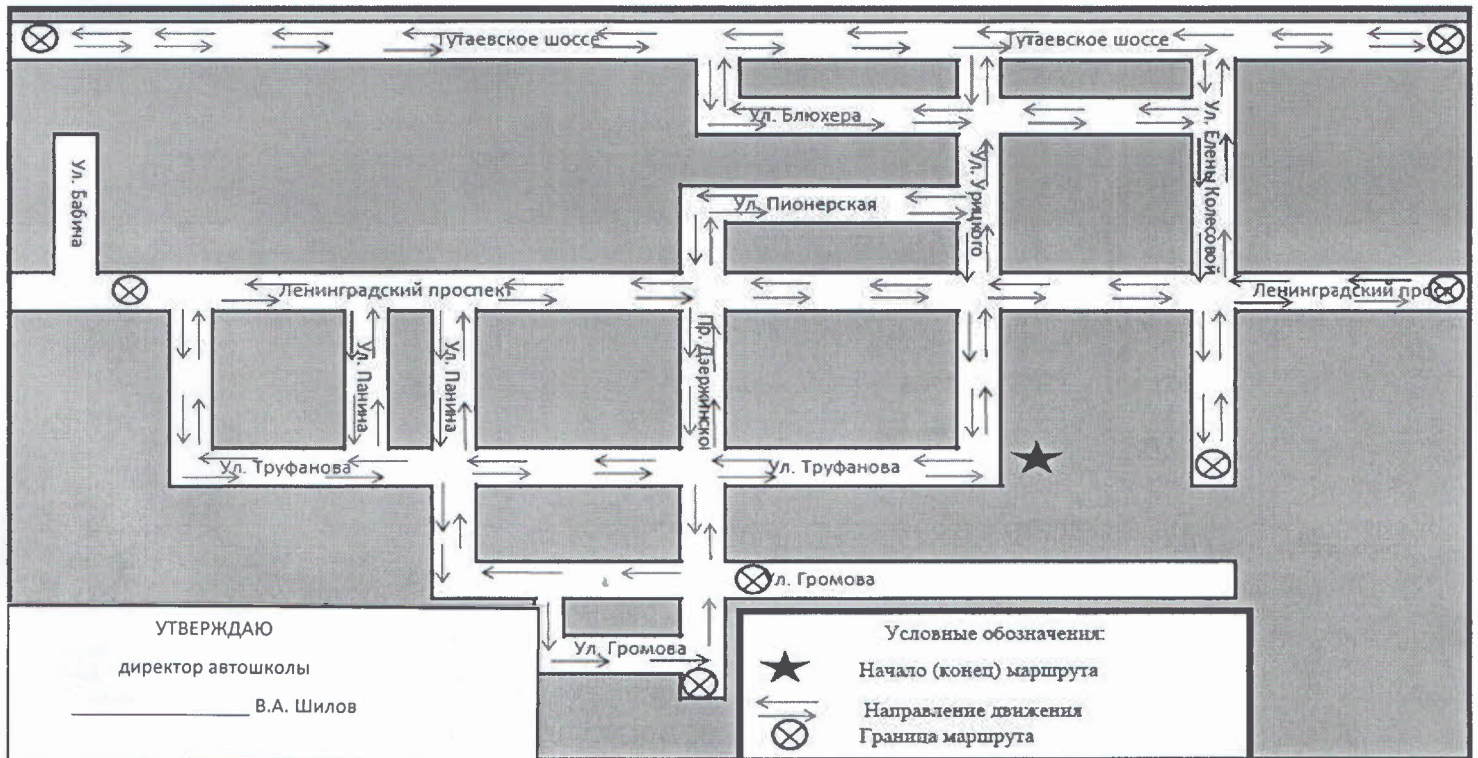 Тутаевское шоссе
Тутаевское шоссе
Ул. Блюхера
Ул. Елены Колесовой
Ул. Бабина
Ул. Пионерская
Ул. Урицкого
Ленинградский проспект
Ленинградский просп
Ул. Панина
Ул. Панина
Пр. Дзержинског
Ул. Труфанова
Ул. Труфанова
Ул. Громова
Ул. Громова
УТВЕРЖДАЮ
директор автошколы
В.А. Шилов
Условные обозначения:
Начало (конец) маршрута
Направление движения
Граница маршрута